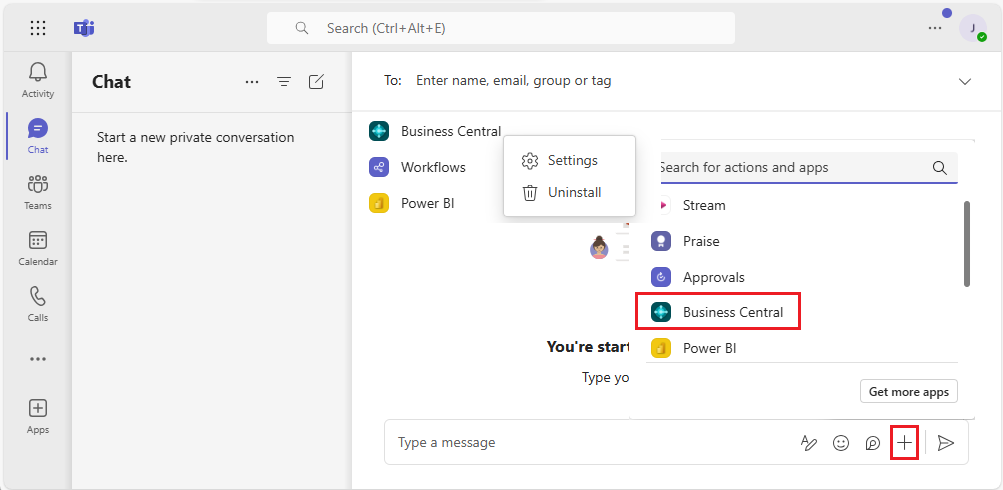 Search (Ctrl+Alt+E)
J
Activity
Chat
Teams
Calendar
Calls
Apps
Chat
Start a new private conversation
here.
To: Enter name, email, group or tag
Business Central
Workflows
Power BI
Settings
Uninstall
Search for actions and apps
Stream
Praise
Approvals
Business Central
Power BI
Get more apps
You're start
Type yo
Type a message